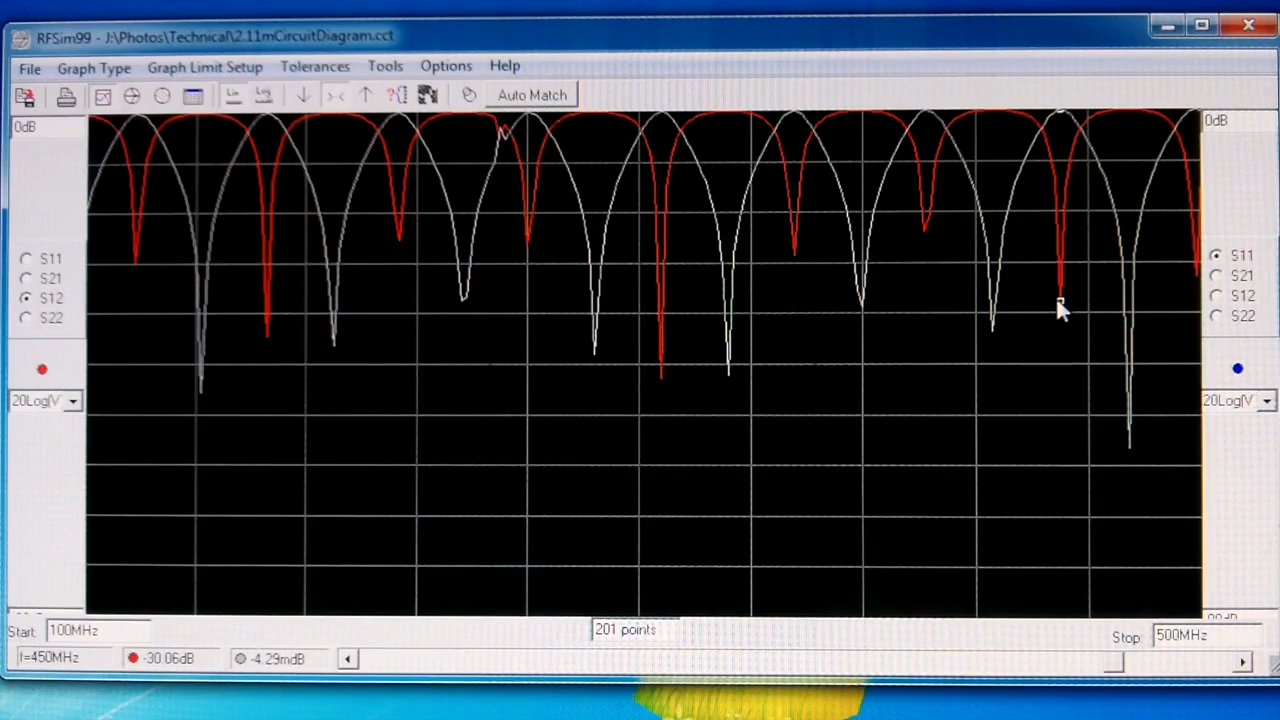 RFSim99 - J:\Photos\Technical\2.11mCircuitDiagram.cct
File Graph Type Graph Limit Setup Tolerances Tools Options Help
Lin Log Auto Match
0dB 0dB
S11 S11
S21 S21
S12 S12
S22 S22
20Log(V 20Log(V
Start: 100MHz 201 points Stop: 500MHz
f=450MHz -30.06dB -4.29mdB